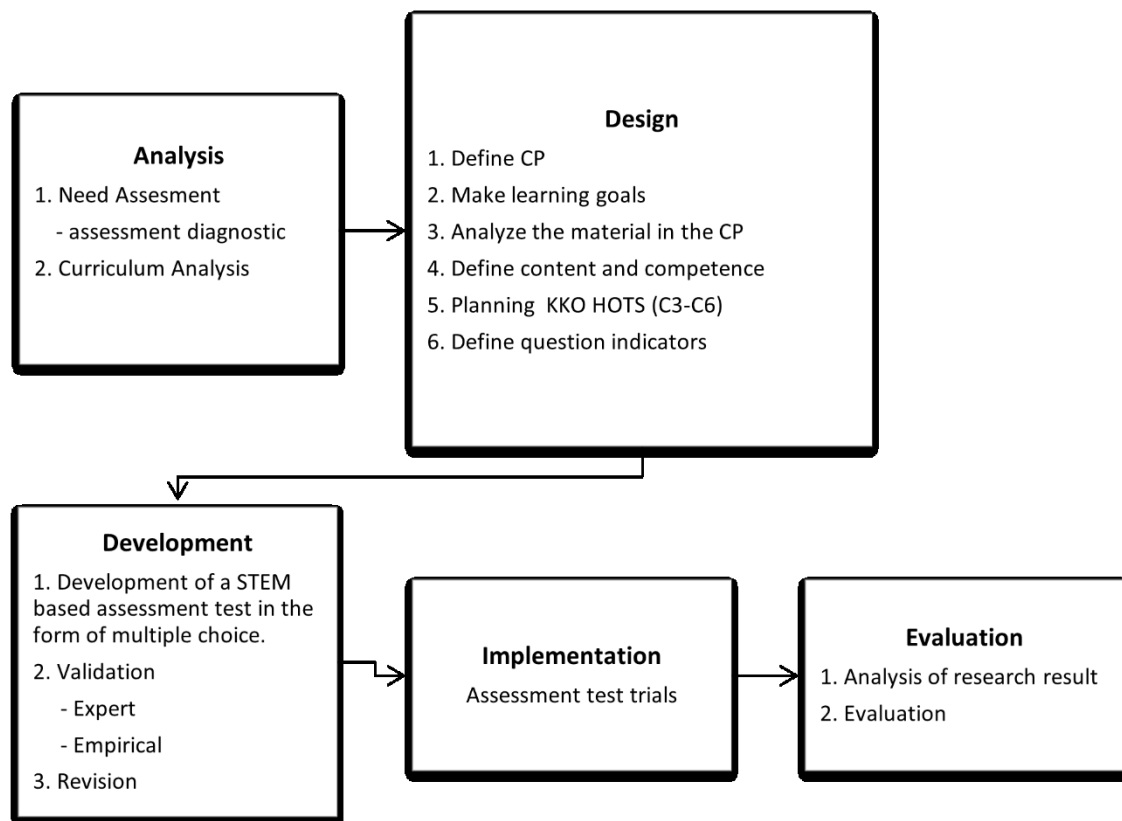 Analysis
1. Need Assesment
- assessment diagnostic
2. Curriculum Analysis
Design
1. Define CP
2. Make learning goals
3. Analyze the material in the CP
4. Define content and competence
5. Planning KKO HOTS (C3-C6)
6. Define question indicators
Development
1. Development of a STEM
based assessment test in the
form of multiple choice.
2. Validation
- Expert
- Empirical
3. Revision
Implementation
Assessment test trials
Evaluation
1. Analysis of research result
2. Evaluation